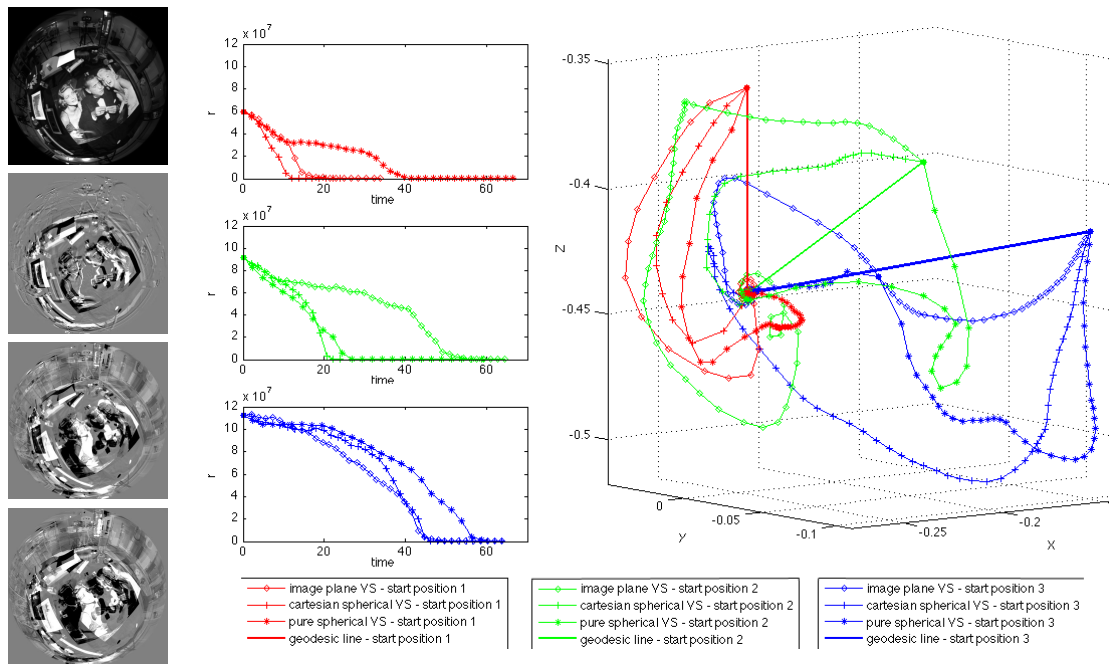 x 10^7
12
10
8
6
4
2
0
r
0 20 40 60
time
x 10^7
12
10
8
6
4
2
0
r
0 20 40 60
time
x 10^7
12
10
8
6
4
2
0
r
0 20 40 60
time
-0.35
-0.4
-0.45
-0.5
Z
0
-0.05
-0.1
y
-0.25
-0.2
X
image plane VS - start position 1
cartesian spherical VS - start position 1
pure spherical VS - start position 1
geodesic line - start position 1
image plane VS - start position 2
cartesian spherical VS - start position 2
pure spherical VS - start position 2
geodesic line - start position 2
image plane VS - start position 3
cartesian spherical VS - start position 3
pure spherical VS - start position 3
geodesic line - start position 3